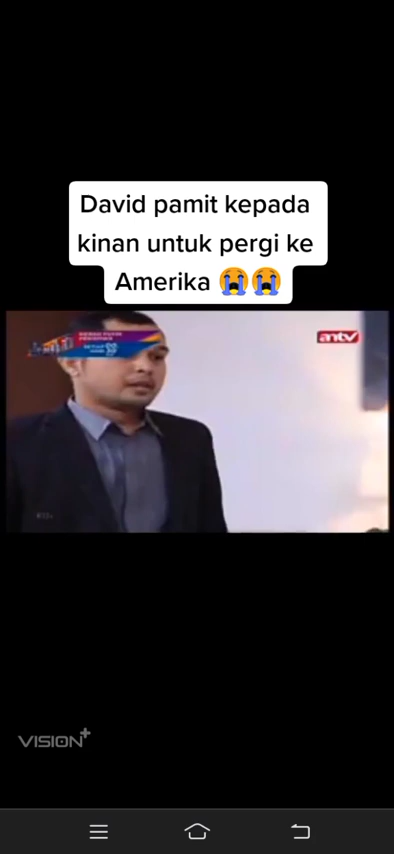 David pamit kepada
kinan untuk pergi ke
Amerika 😭😭
antv
VISION+